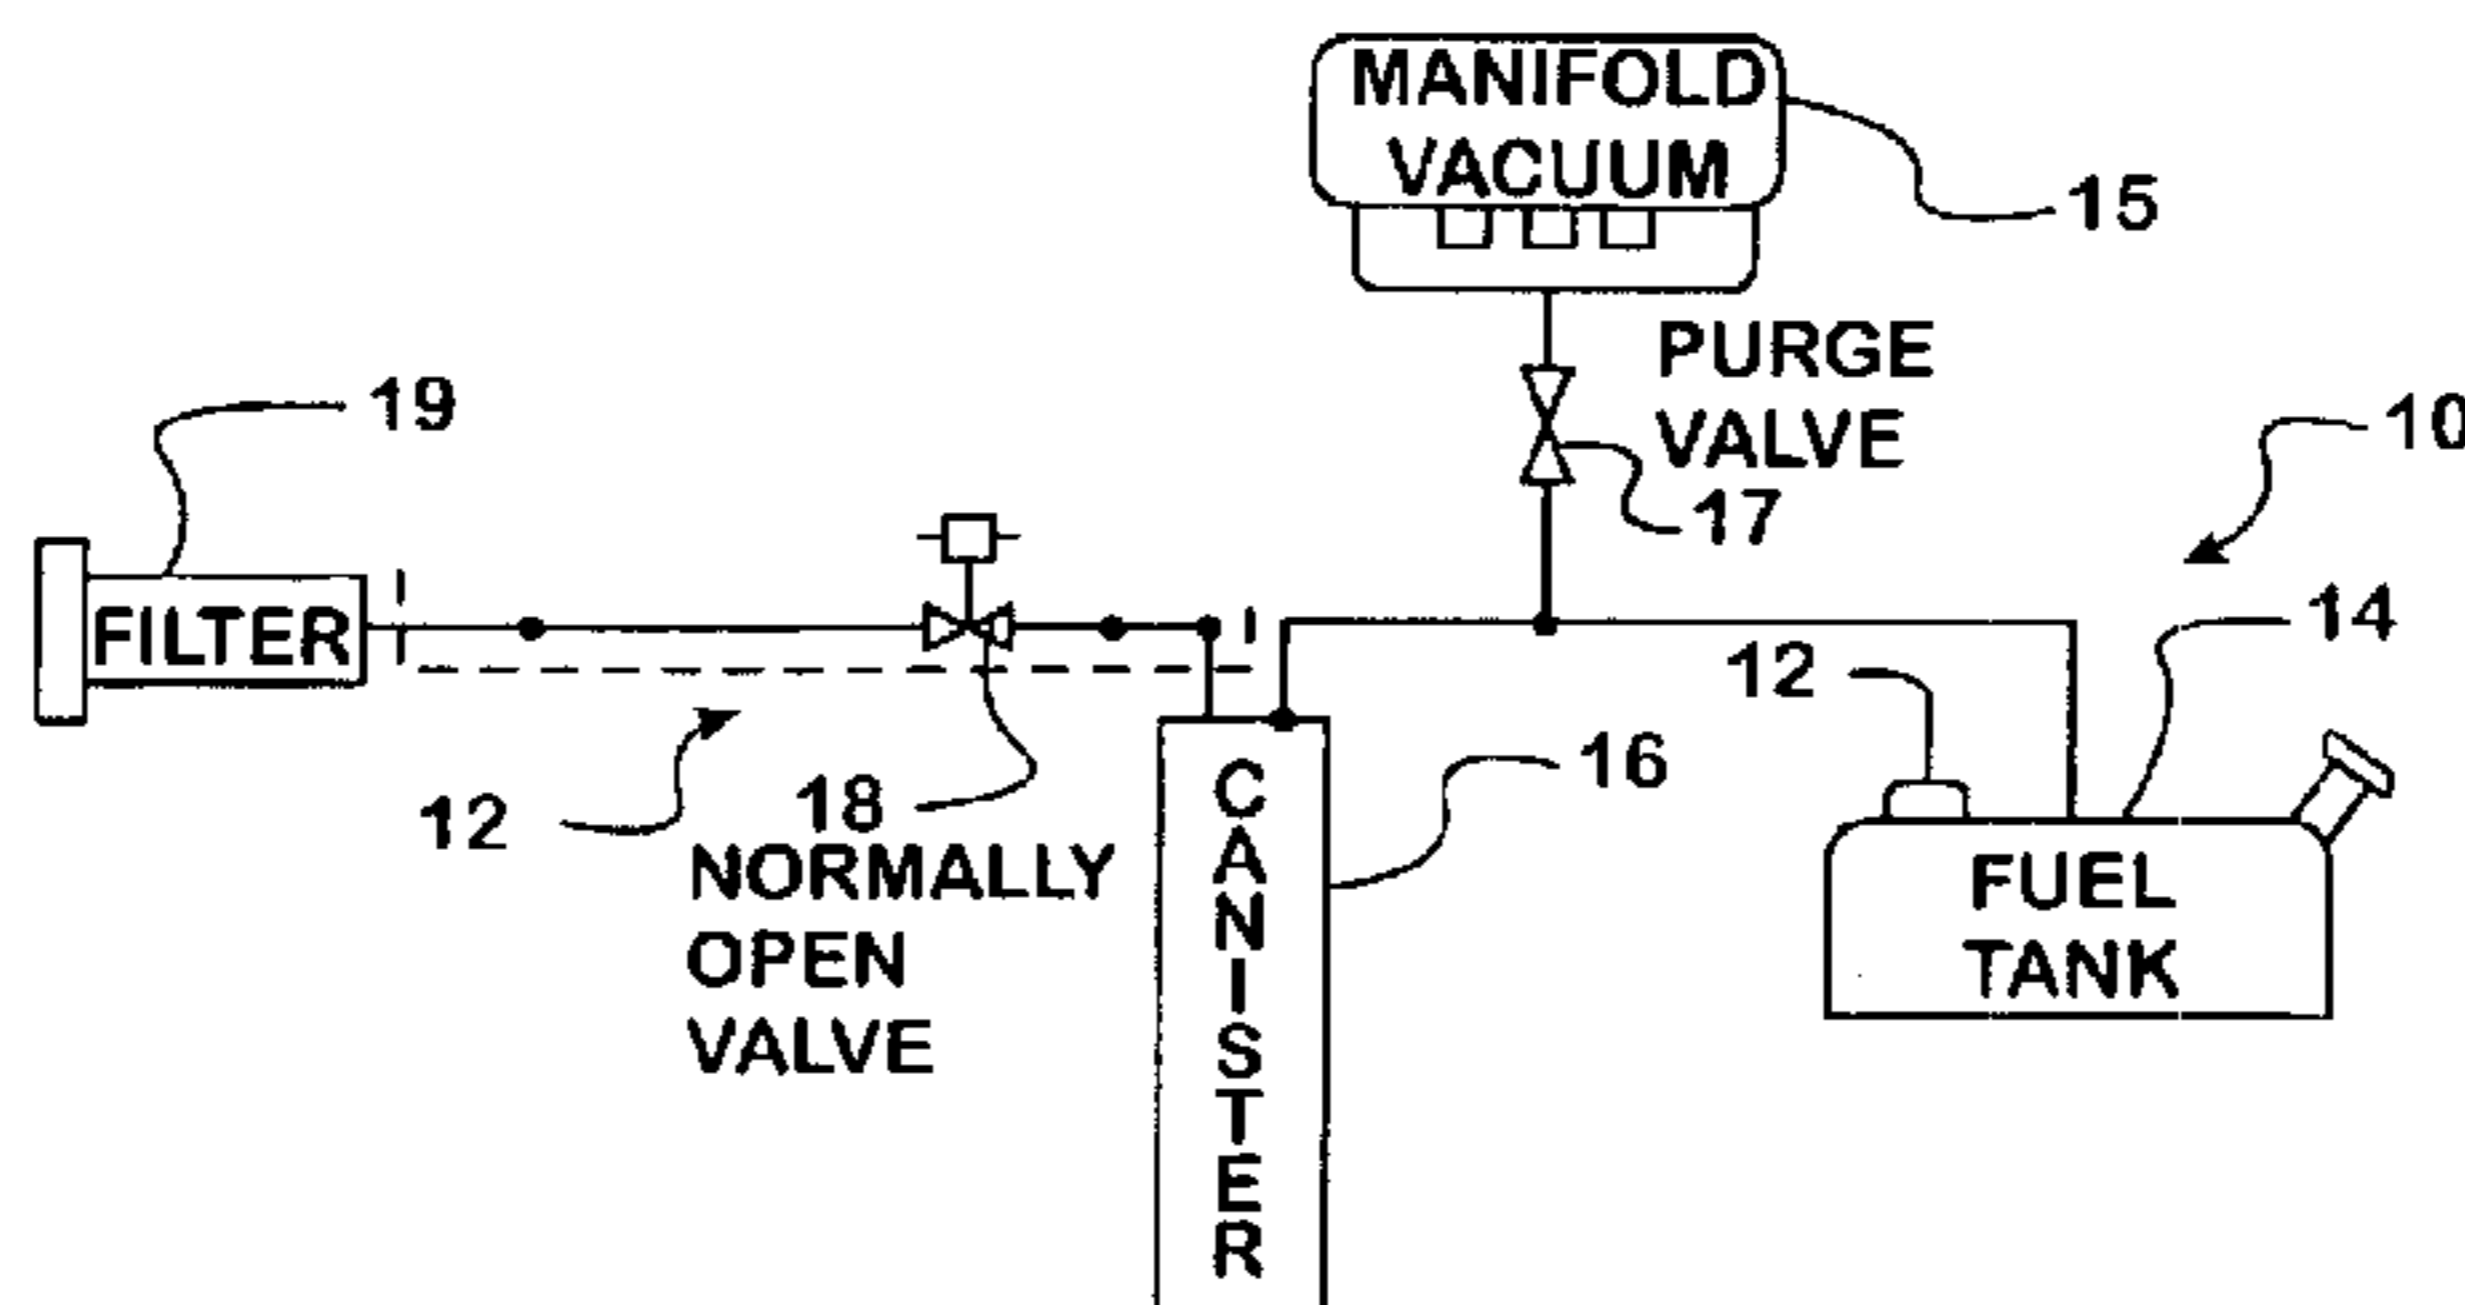 MANIFOLD
VACUUM
15
PURGE
VALVE
17
19
10
FILTER
14
12
12
18
NORMALLY
OPEN
VALVE
16
CANISTER
FUEL
TANK